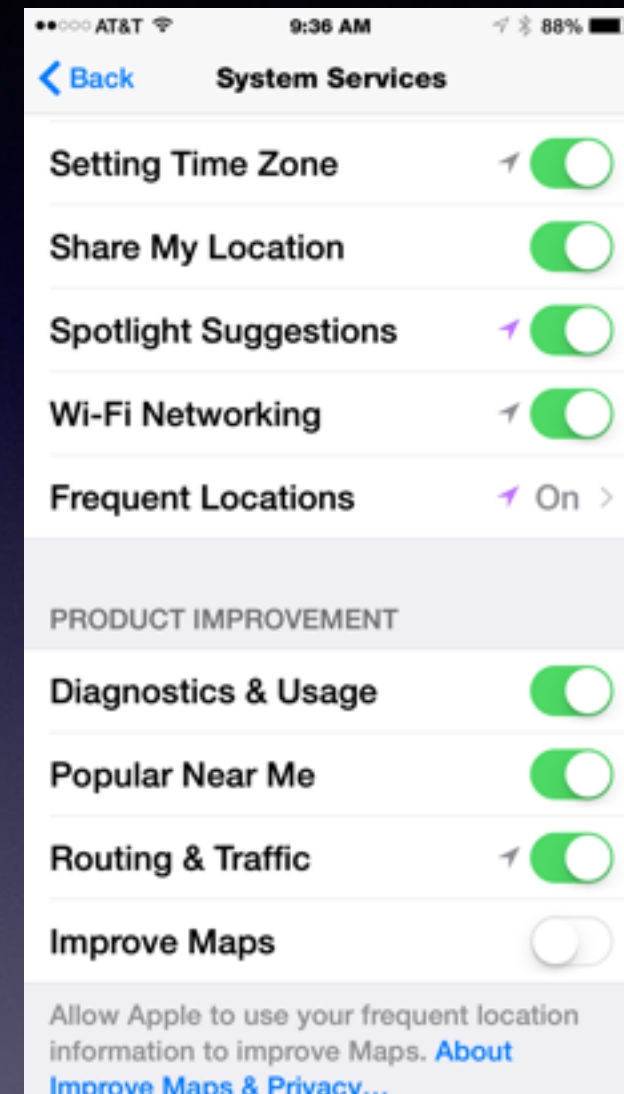 AT&T 9:36 AM 88%
Back System Services
Setting Time Zone
Share My Location
Spotlight Suggestions
Wi-Fi Networking
Frequent Locations On
PRODUCT IMPROVEMENT
Diagnostics & Usage
Popular Near Me
Routing & Traffic
Improve Maps
Allow Apple to use your frequent location
information to improve Maps. About
Improve Maps & Privacy...